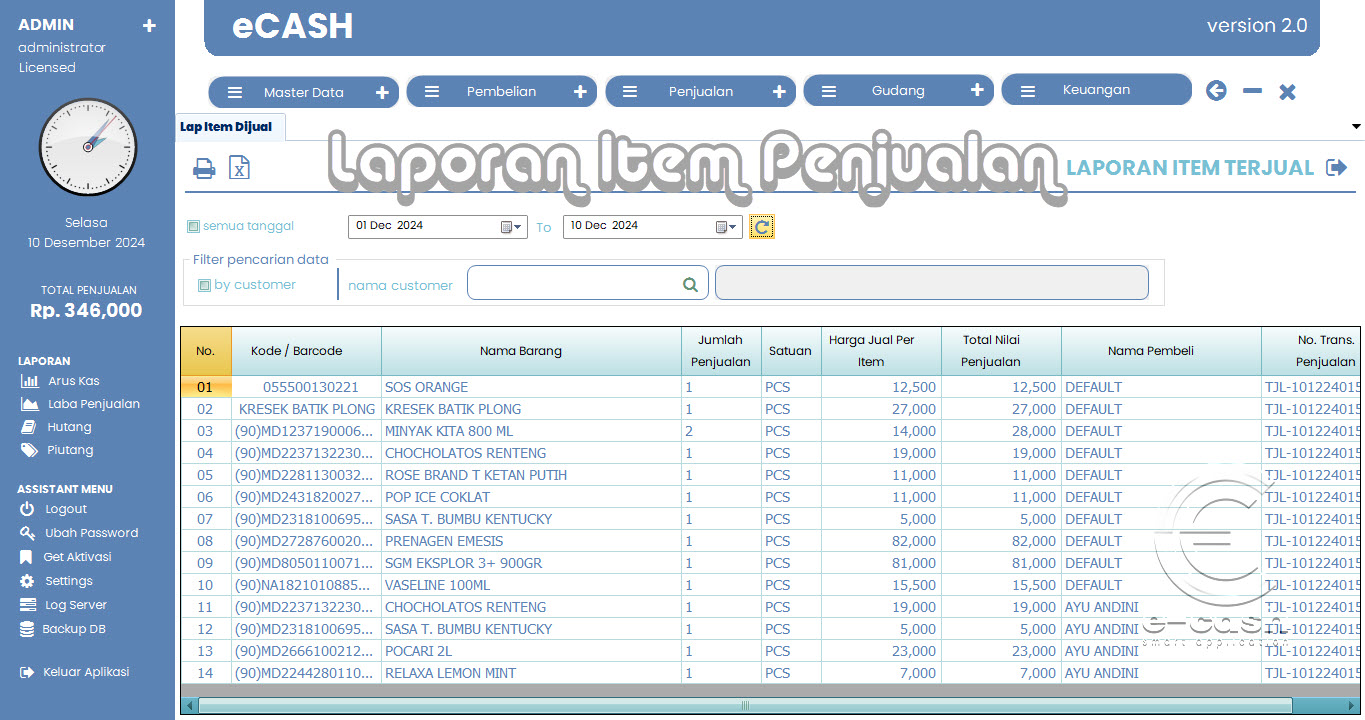 ADMIN +
administrator
Licensed
Selasa
10 Desember 2024
TOTAL PENJUALAN
Rp. 346,000
LAPORAN
Arus Kas
Laba Penjualan
Hutang
Piutang
ASSISTANT MENU
Logout
Ubah Password
Get Aktivasi
Settings
Log Server
Backup DB
Keluar Aplikasi
eCASH version 2.0
Master Data + Pembelian + Penjualan + Gudang + Keuangan
Lap Item Dijual
Laporan Item Penjualan
LAPORAN ITEM TERJUAL
semua tanggal 01 Dec 2024 To 10 Dec 2024
Filter pencarian data
by customer nama customer
No. Kode / Barcode Nama Barang Jumlah Penjualan Satuan Harga Jual Per Item Total Nilai Penjualan Nama Pembeli No. Trans. Penjualan
01 055500130221 SOS ORANGE 1 PCS 12,500 12,500 DEFAULT TJL-101224015
02 KRESEK BATIK PLONG KRESEK BATIK PLONG 1 PCS 27,000 27,000 DEFAULT TJL-101224015
03 (90)MD1237190006... MINYAK KITA 800 ML 2 PCS 14,000 28,000 DEFAULT TJL-101224015
04 (90)MD2237132230... CHOCHOLATOS RENTENG 1 PCS 19,000 19,000 DEFAULT TJL-101224015
05 (90)MD2281130032... ROSE BRAND T KETAN PUTIH 1 PCS 11,000 11,000 DEFAULT TJL-101224015
06 (90)MD2431820027... POP ICE COKLAT 1 PCS 11,000 11,000 DEFAULT TJL-101224015
07 (90)MD2318100695... SASA T. BUMBU KENTUCKY 1 PCS 5,000 5,000 DEFAULT TJL-101224015
08 (90)MD2728760020... PRENAGEN EMESIS 1 PCS 82,000 82,000 DEFAULT TJL-101224015
09 (90)MD8050110071... SGM EKSPLOR 3+ 900GR 1 PCS 81,000 81,000 DEFAULT TJL-101224015
10 (90)NA1821010885... VASELINE 100ML 1 PCS 15,500 15,500 DEFAULT TJL-101224015
11 (90)MD2237132230... CHOCHOLATOS RENTENG 1 PCS 19,000 19,000 AYU ANDINI TJL-101224015
12 (90)MD2318100695... SASA T. BUMBU KENTUCKY 1 PCS 5,000 5,000 AYU ANDINI TJL-101224015
13 (90)MD2666100212... POCARI 2L 1 PCS 23,000 23,000 AYU ANDINI TJL-101224015
14 (90)MD2244280110... RELAXA LEMON MINT 1 PCS 7,000 7,000 AYU ANDINI TJL-101224015
e-cash
smart application